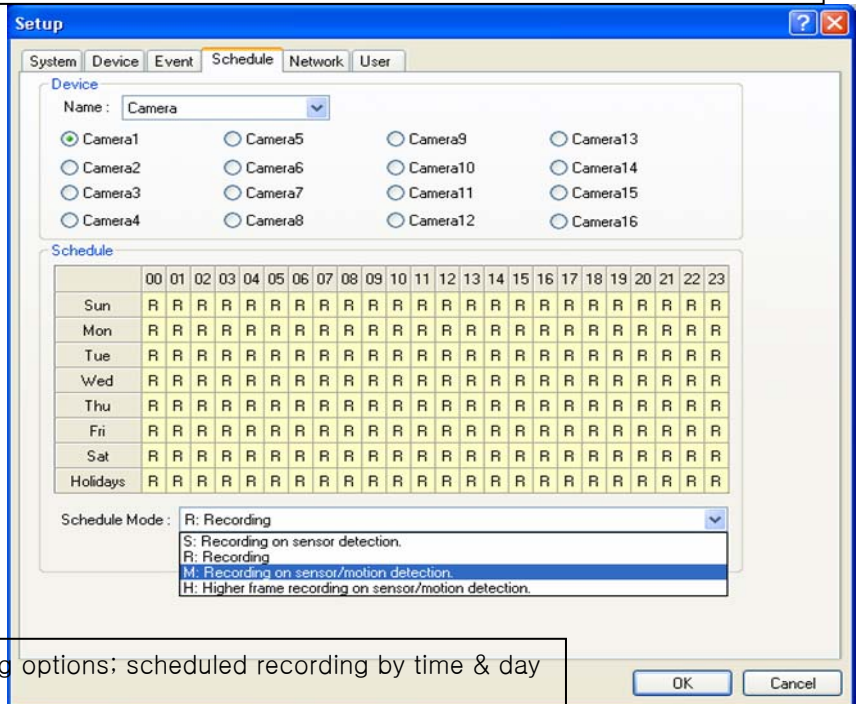 Setup
System Device Event Schedule Network User
Device
Name : Camera
Camera1 Camera5 Camera9 Camera13
Camera2 Camera6 Camera10 Camera14
Camera3 Camera7 Camera11 Camera15
Camera4 Camera8 Camera12 Camera16
Schedule
00 01 02 03 04 05 06 07 08 09 10 11 12 13 14 15 16 17 18 19 20 21 22 23
Sun R R R R R R R R R R R R R R R R R R R R R R R R
Mon R R R R R R R R R R R R R R R R R R R R R R R R
Tue R R R R R R R R R R R R R R R R R R R R R R R R
Wed R R R R R R R R R R R R R R R R R R R R R R R R
Thu R R R R R R R R R R R R R R R R R R R R R R R R
Fri R R R R R R R R R R R R R R R R R R R R R R R R
Sat R R R R R R R R R R R R R R R R R R R R R R R R
Holidays R R R R R R R R R R R R R R R R R R R R R R R R
Schedule Mode : R: Recording
S: Recording on sensor detection.
R: Recording
M: Recording on sensor/motion detection.
H: Higher frame recording on sensor/motion detection.
options; scheduled recording by time & day
OK Cancel